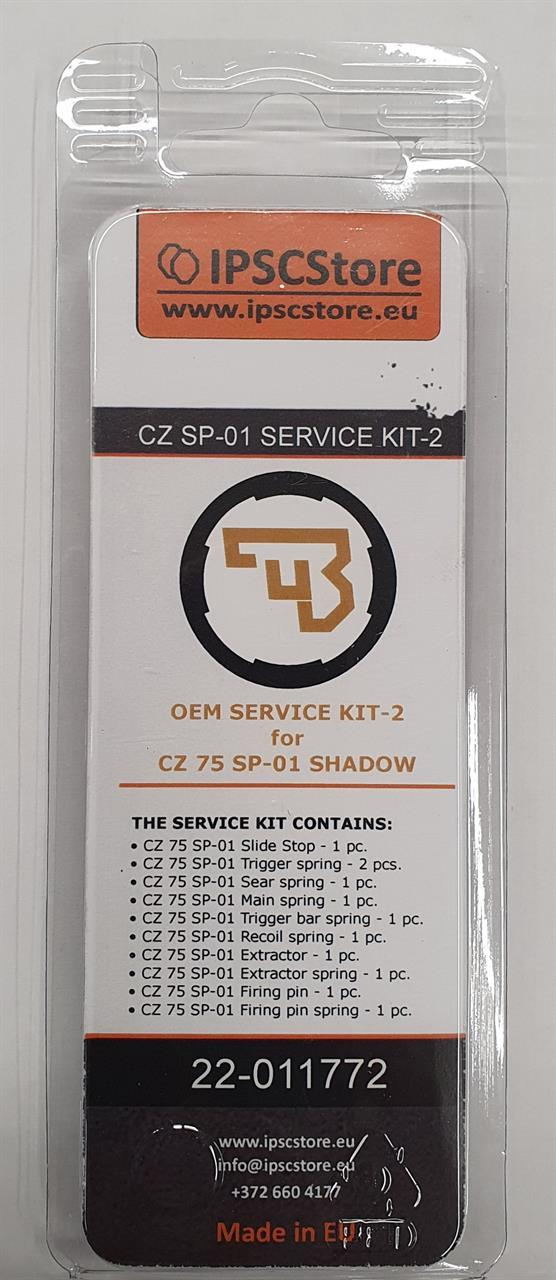 IPSCStore
www.ipscstore.eu
CZ SP-01 SERVICE KIT-2
OEM SERVICE KIT-2
for
CZ 75 SP-01 SHADOW
THE SERVICE KIT CONTAINS:
• CZ 75 SP-01 Slide Stop - 1 pc.
• CZ 75 SP-01 Trigger spring - 2 pcs.
• CZ 75 SP-01 Sear spring - 1 pc.
• CZ 75 SP-01 Main spring - 1 pc.
• CZ 75 SP-01 Trigger bar spring - 1 pc.
• CZ 75 SP-01 Recoil spring - 1 pc.
• CZ 75 SP-01 Extractor - 1 pc.
• CZ 75 SP-01 Extractor spring - 1 pc.
• CZ 75 SP-01 Firing pin - 1 pc.
• CZ 75 SP-01 Firing pin spring - 1 pc.
22-011772
www.ipscstore.eu
info@ipscstore.eu
+372 660 4177
Made in EU